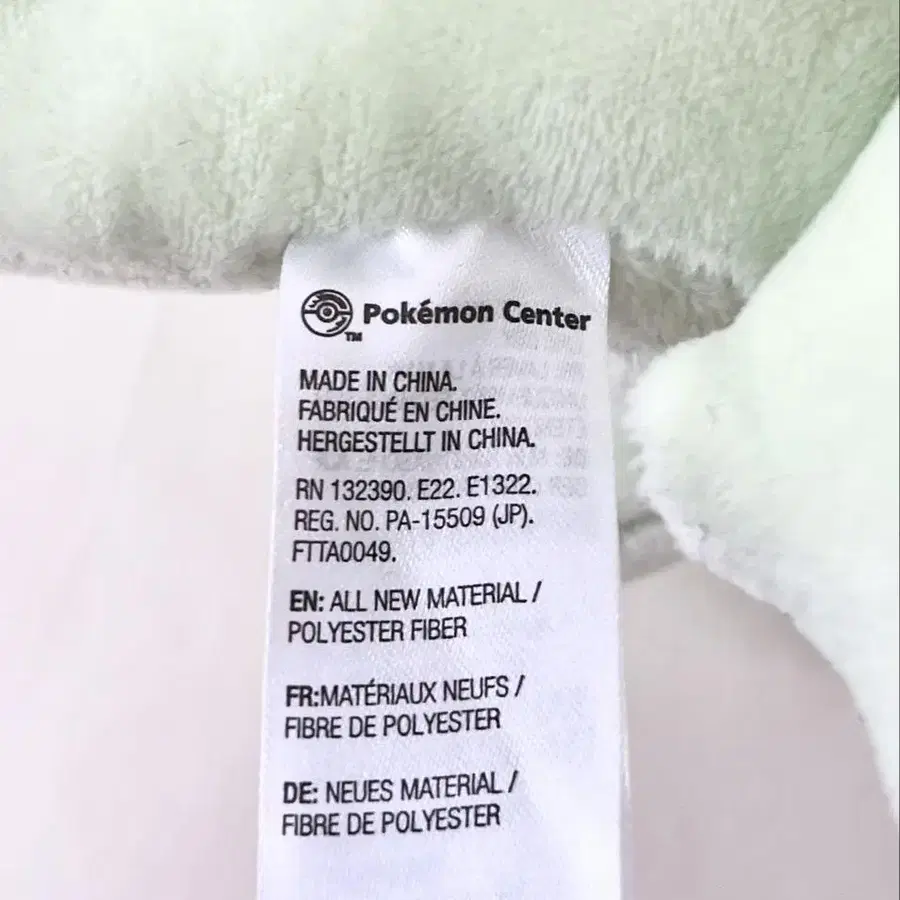 Pokémon Center
TM
MADE IN CHINA.
FABRIQUÉ EN CHINE.
HERGESTELLT IN CHINA.
RN 132390. E22. E1322.
REG. NO. PA-15509 (JP).
FTTA0049.
EN: ALL NEW MATERIAL /
POLYESTER FIBER
FR:MATÉRIAUX NEUFS /
FIBRE DE POLYESTER
DE: NEUES MATERIAL /
FIBRE DE POLYESTER